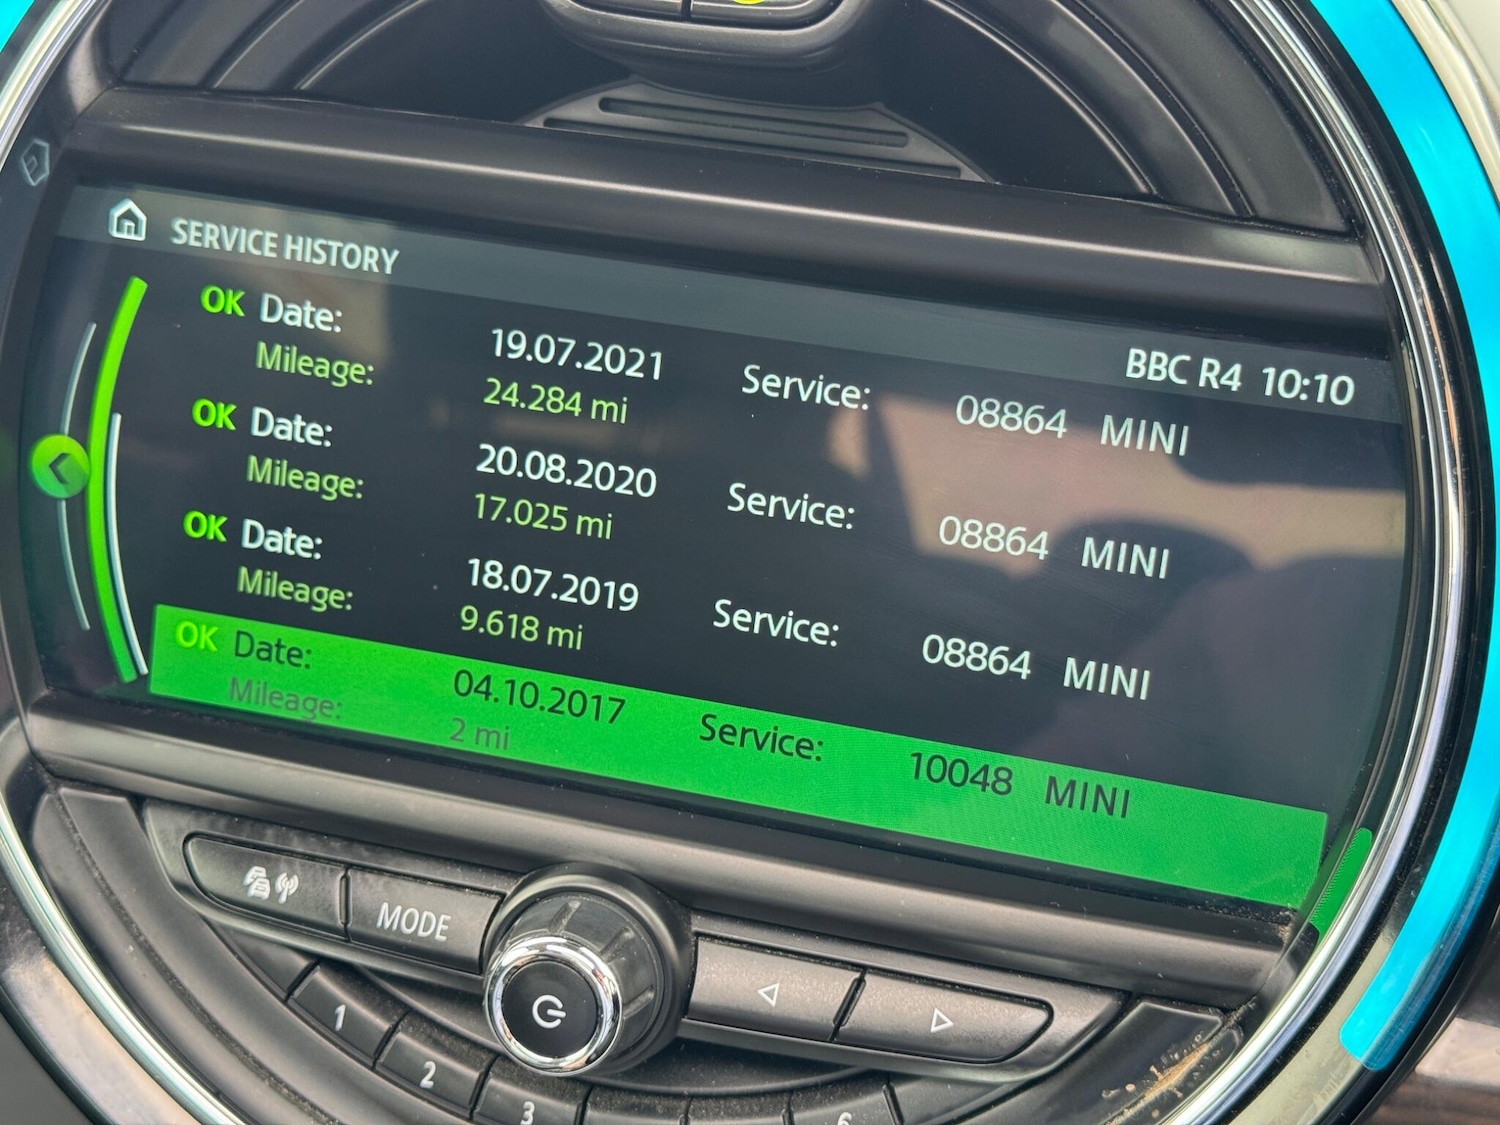 SERVICE HISTORY
BBC R4 10:10
OK Date: 19.07.2021 Service: 08864 MINI
Mileage: 24.284 mi
OK Date: 20.08.2020 Service: 08864 MINI
Mileage: 17.025 mi
OK Date: 18.07.2019 Service: 08864 MINI
Mileage: 9.618 mi
OK Date: 04.10.2017 Service: 10048 MINI
Mileage: 2 mi
MODE
1
2
3
6